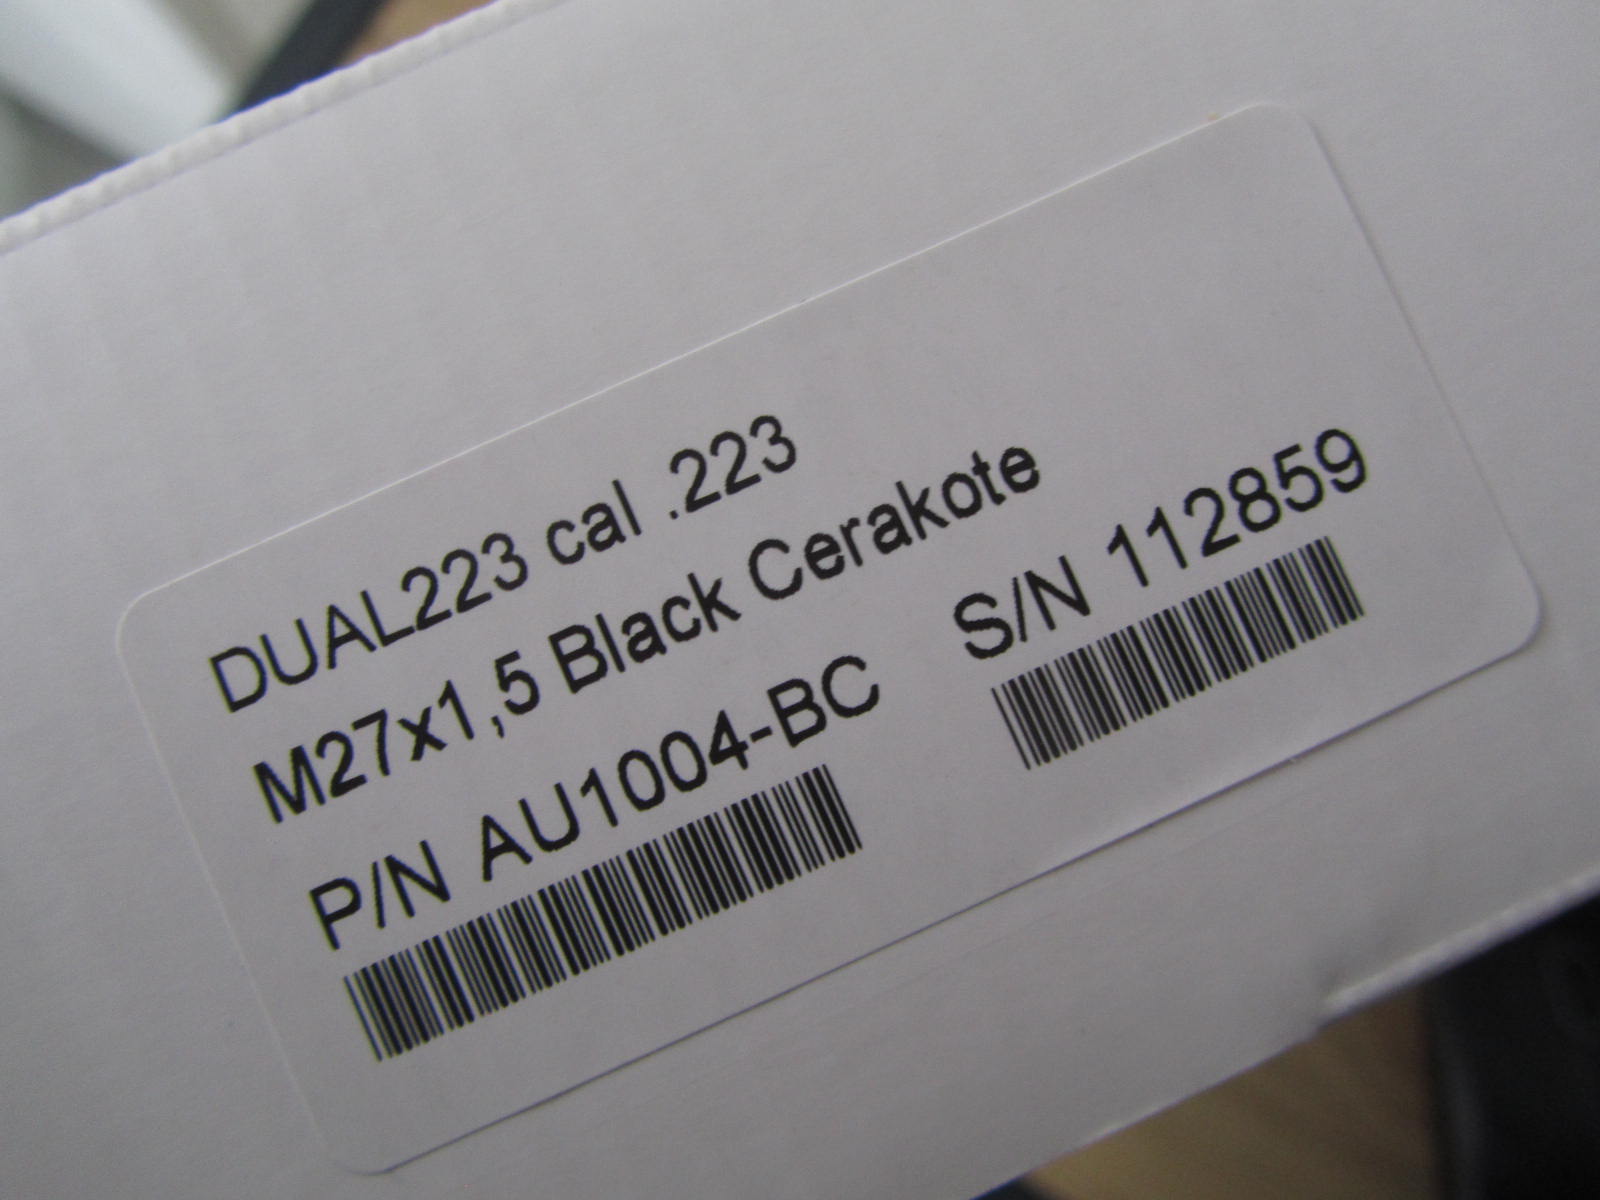 DUAL223 cal .223
M27x1,5 Black Cerakote
P/N AU1004-BC
S/N 112859